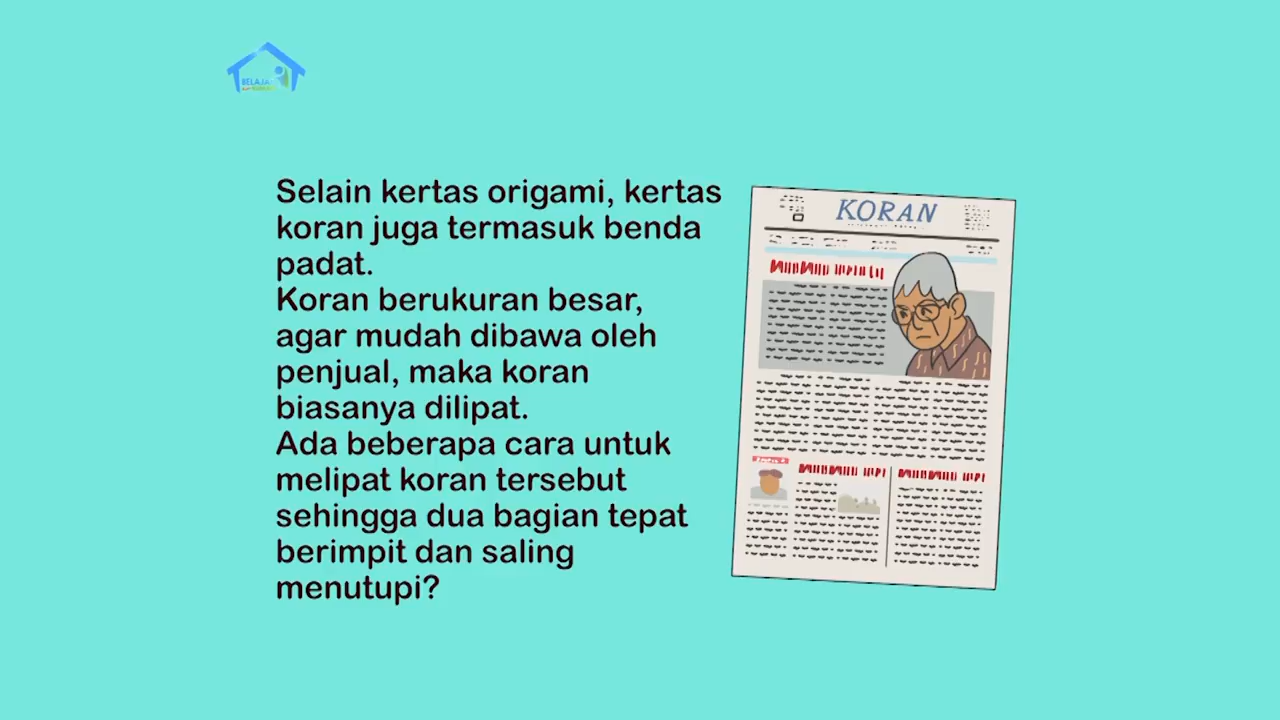 BELAJAR
Selain kertas origami, kertas
koran juga termasuk benda
padat.
Koran berukuran besar,
agar mudah dibawa oleh
penjual, maka koran
biasanya dilipat.
Ada beberapa cara untuk
melipat koran tersebut
sehingga dua bagian tepat
berimpit dan saling
menutupi?
KORAN